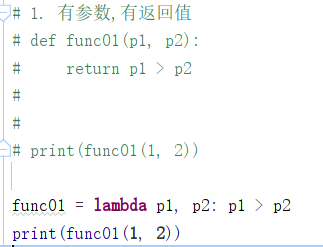 # 1. 有参数,有返回值
# def func01(p1, p2):
#     return p1 > p2
#
#
# print(func01(1, 2))
func01 = lambda p1, p2: p1 > p2
print(func01(1, 2))